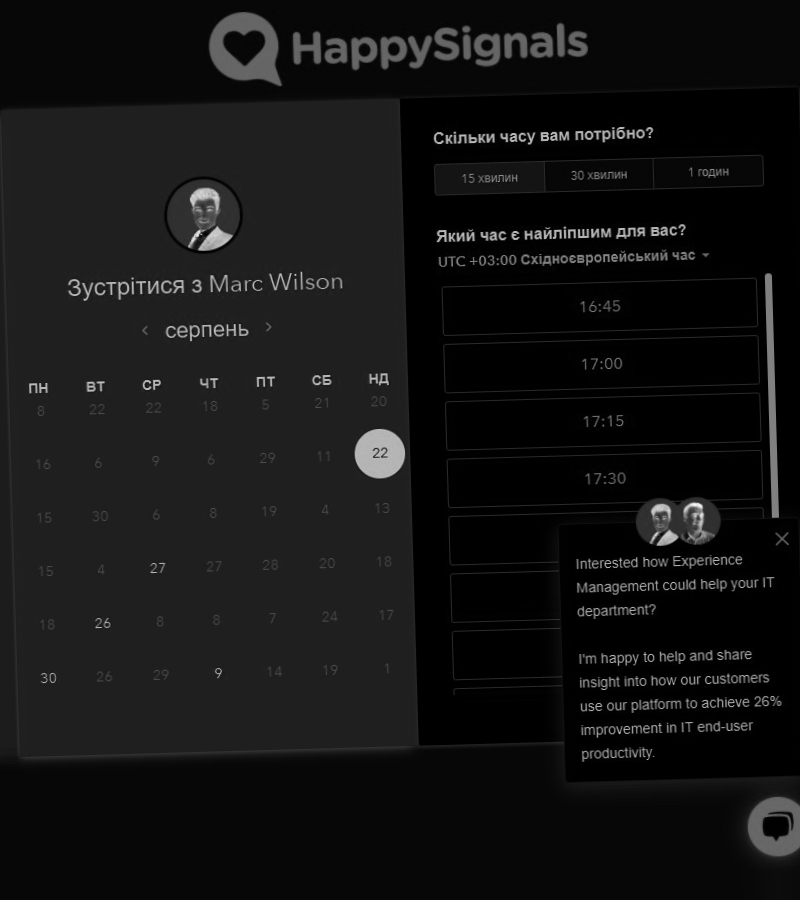 HappySignals
Зустрітися з Marc Wilson
серпень
ПН ВТ СР ЧТ ПТ СБ НД
8 22 22 18 5 21 20
16 6 9 6 29 11 22
15 30 6 8 19 4 13
15 4 27 27 28 20 18
18 26 8 8 7 24 17
30 26 29 9 14 19 1
Скільки часу вам потрібно?
15 хвилин 30 хвилин 1 годин
Який час є найліпшим для вас?
UTC +03:00 Східноєвропейський час
16:45
17:00
17:15
17:30
Interested how Experience
Management could help your IT
department?
I'm happy to help and share
insight into how our customers
use our platform to achieve 26%
improvement in IT end-user
productivity.